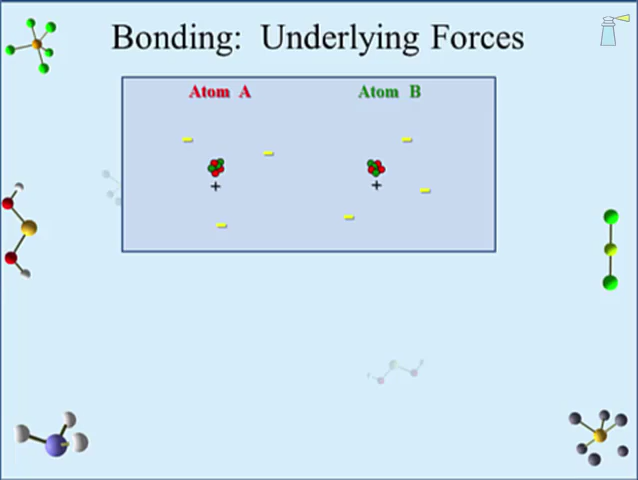 Bonding: Underlying Forces
Atom A
Atom B
+
+